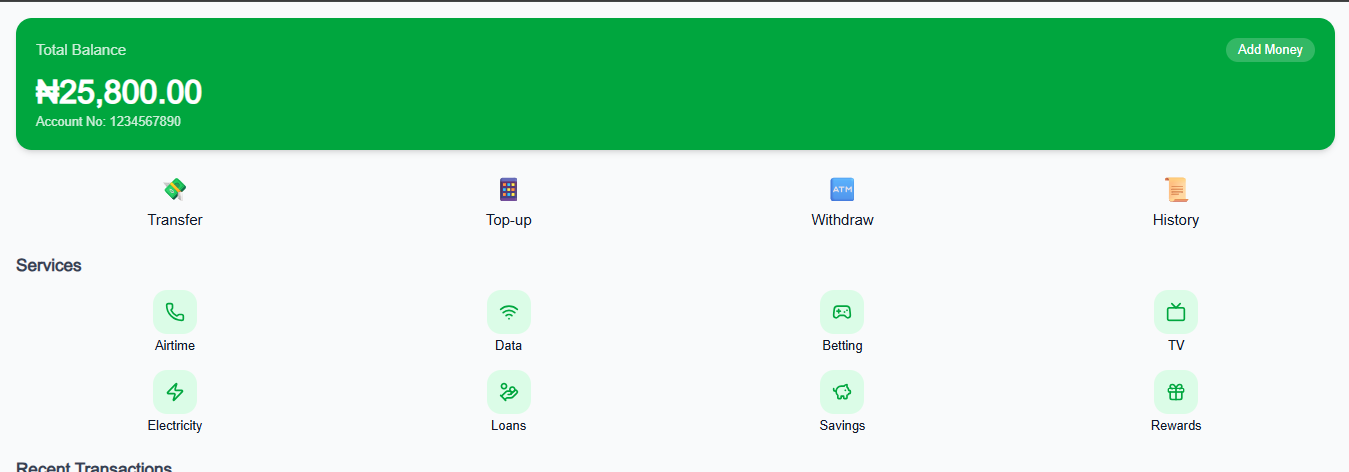 Total Balance
Add Money
₦25,800.00
Account No: 1234567890
ATM
Transfer
Top-up
Withdraw
History
Services
Airtime
Data
Betting
TV
Electricity
Loans
Savings
Rewards
Recent Transactions